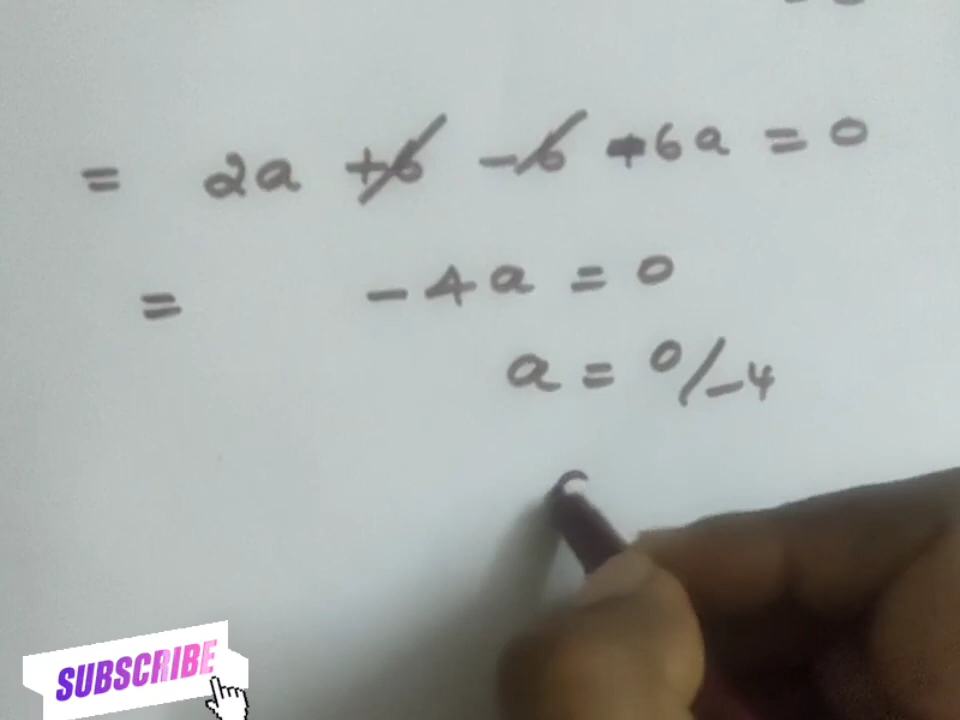 = 2a +6 -6 -6a = 0
= -4a = 0
a = 0/-4
SUBSCRIBE